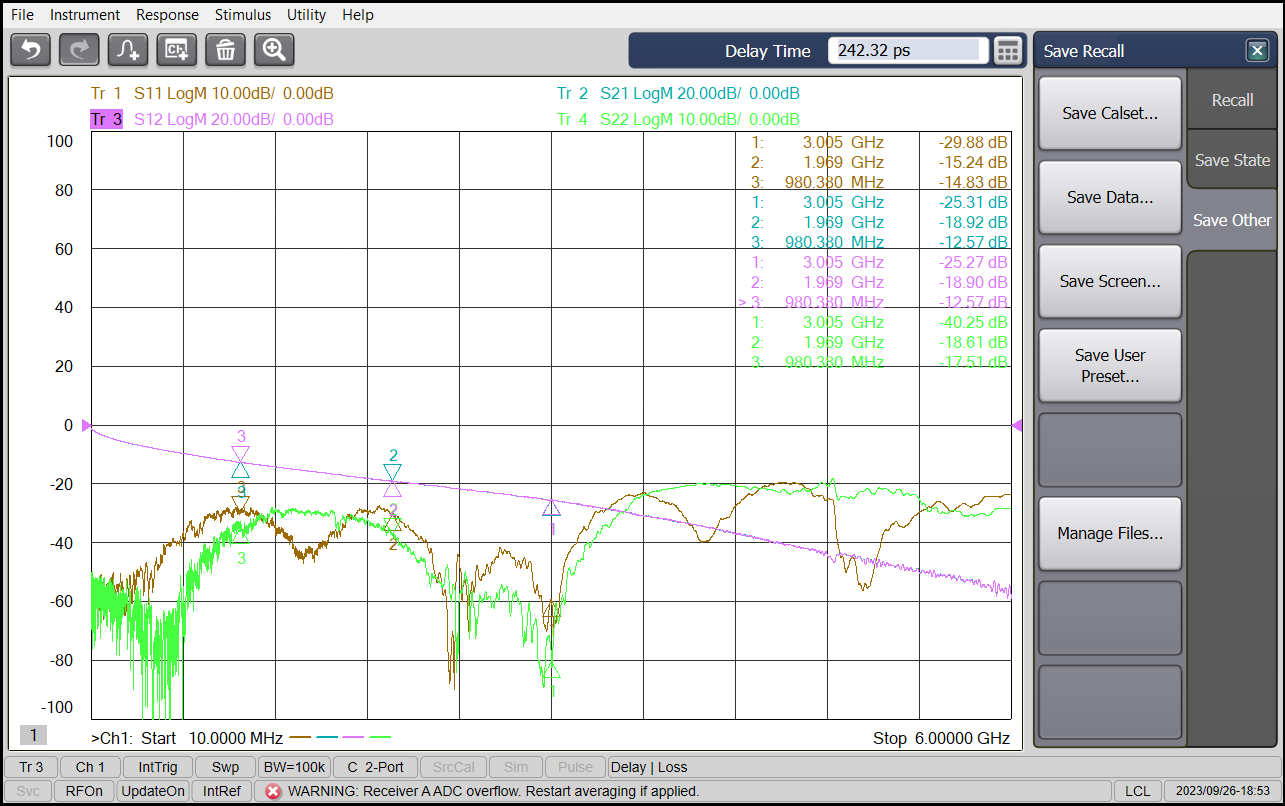 File Instrument Response Stimulus Utility Help
Delay Time 242.32 ps
Save Recall
Tr 1 S11 LogM 10.00dB/ 0.00dB
Tr 2 S21 LogM 20.00dB/ 0.00dB
Tr 3 S12 LogM 20.00dB/ 0.00dB
Tr 4 S22 LogM 10.00dB/ 0.00dB
100
80
60
40
20
0
-20
-40
-60
-80
-100
1: 3.005 GHz -29.88 dB
2: 1.969 GHz -15.24 dB
3: 980.380 MHz -14.83 dB
1: 3.005 GHz -25.31 dB
2: 1.969 GHz -18.92 dB
3: 980.380 MHz -12.57 dB
1: 3.005 GHz -25.27 dB
2: 1.969 GHz -18.90 dB
> 3: 980.380 MHz -12.57 dB
1: 3.005 GHz -40.25 dB
2: 1.969 GHz -18.61 dB
3: 980.380 MHz -17.51 dB
3
2
3
2
1
3
2
1
1
>Ch1: Start 10.0000 MHz
Stop 6.00000 GHz
Save Calset...
Save Data...
Save Screen...
Save User
Preset...
Manage Files...
Recall
Save State
Save Other
Tr 3 Ch 1 IntTrig Swp BW=100k C 2-Port SrcCal Sim Pulse Delay | Loss
Svc RFOn UpdateOn IntRef WARNING: Receiver A ADC overflow. Restart averaging if applied. LCL 2023/09/26-18:53